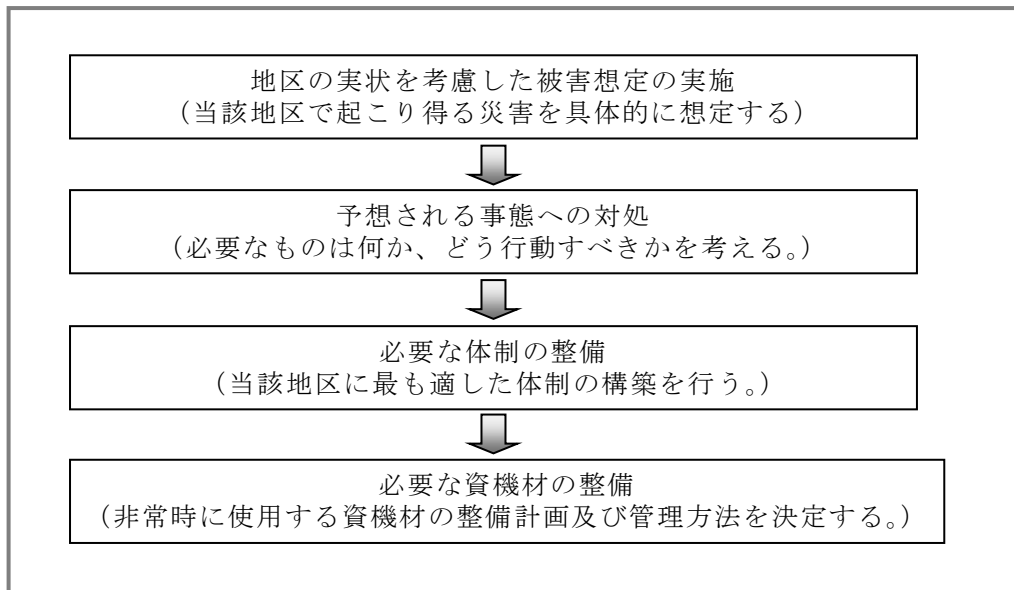 地区の実状を考慮した被害想定の実施
（当該地区で起こり得る災害を具体的に想定する）
予想される事態への対処
（必要なものは何か、どう行動すべきかを考える。）
必要な体制の整備
（当該地区に最も適した体制の構築を行う。）
必要な資機材の整備
（非常時に使用する資機材の整備計画及び管理方法を決定する。）